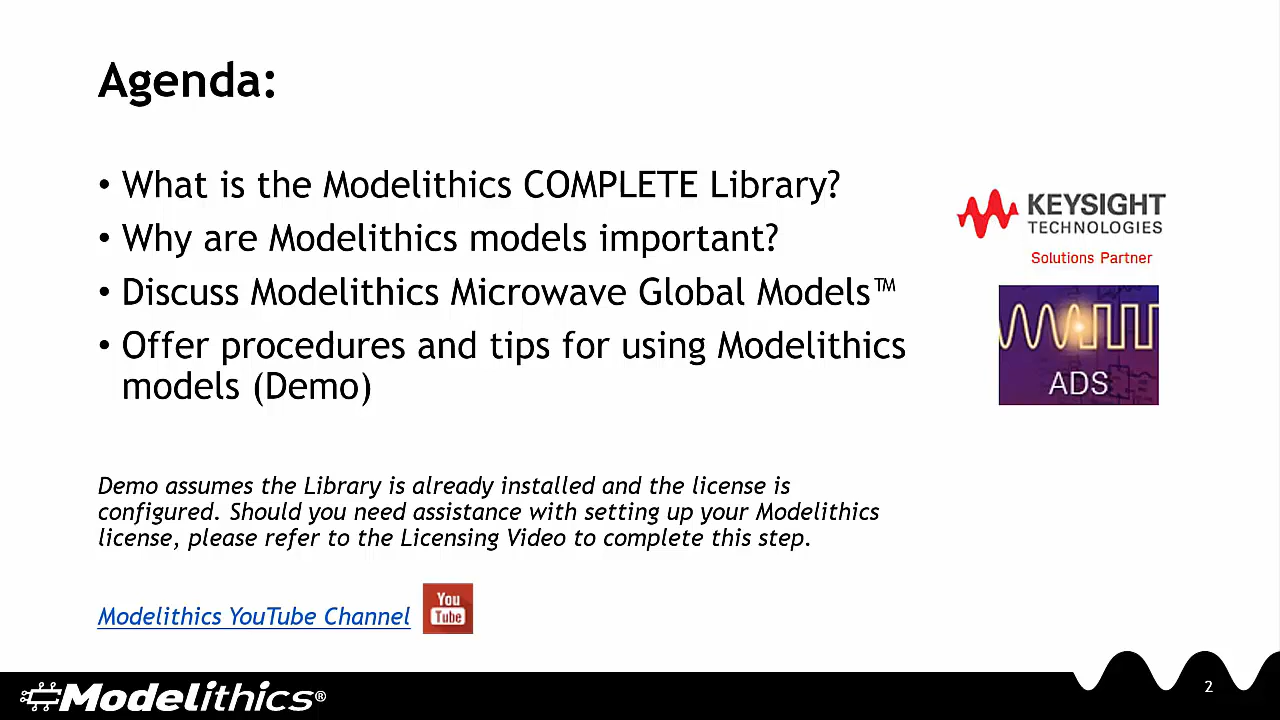 Agenda:
• What is the Modelithics COMPLETE Library?
• Why are Modelithics models important?
• Discuss Modelithics Microwave Global Models™
• Offer procedures and tips for using Modelithics
models (Demo)
KEYSIGHT
TECHNOLOGIES
Solutions Partner
ADS
Demo assumes the Library is already installed and the license is
configured. Should you need assistance with setting up your Modelithics
license, please refer to the Licensing Video to complete this step.
Modelithics YouTube Channel
You
Tube
Modelithics®
2